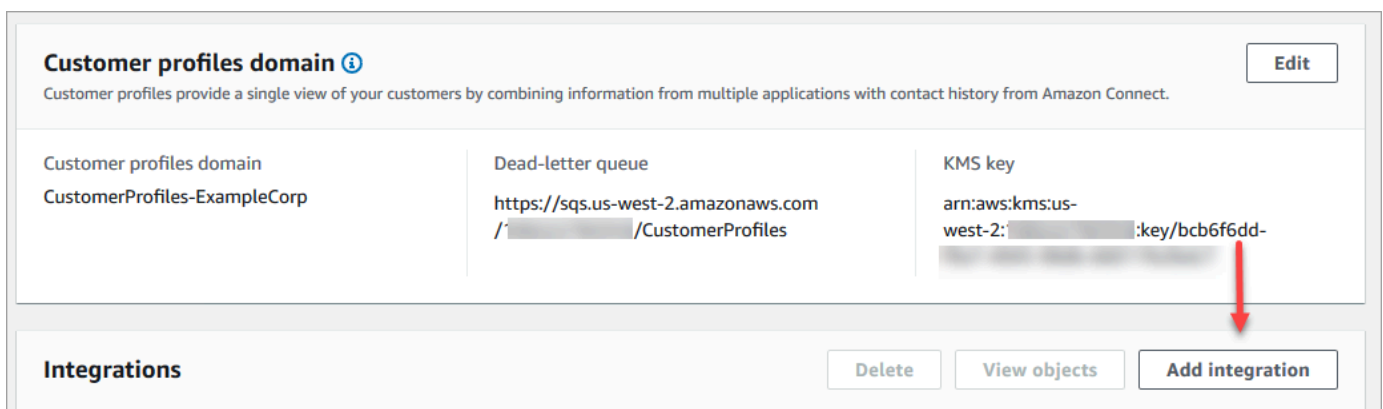 Customer profiles domain
Edit
Customer profiles provide a single view of your customers by combining information from multiple applications with contact history from Amazon Connect.
Customer profiles domain
CustomerProfiles-ExampleCorp
Dead-letter queue
https://sqs.us-west-2.amazonaws.com
/ /CustomerProfiles
KMS key
arn:aws:kms:us-
west-2: :key/bcb6f6dd-
Integrations
Delete
View objects
Add integration